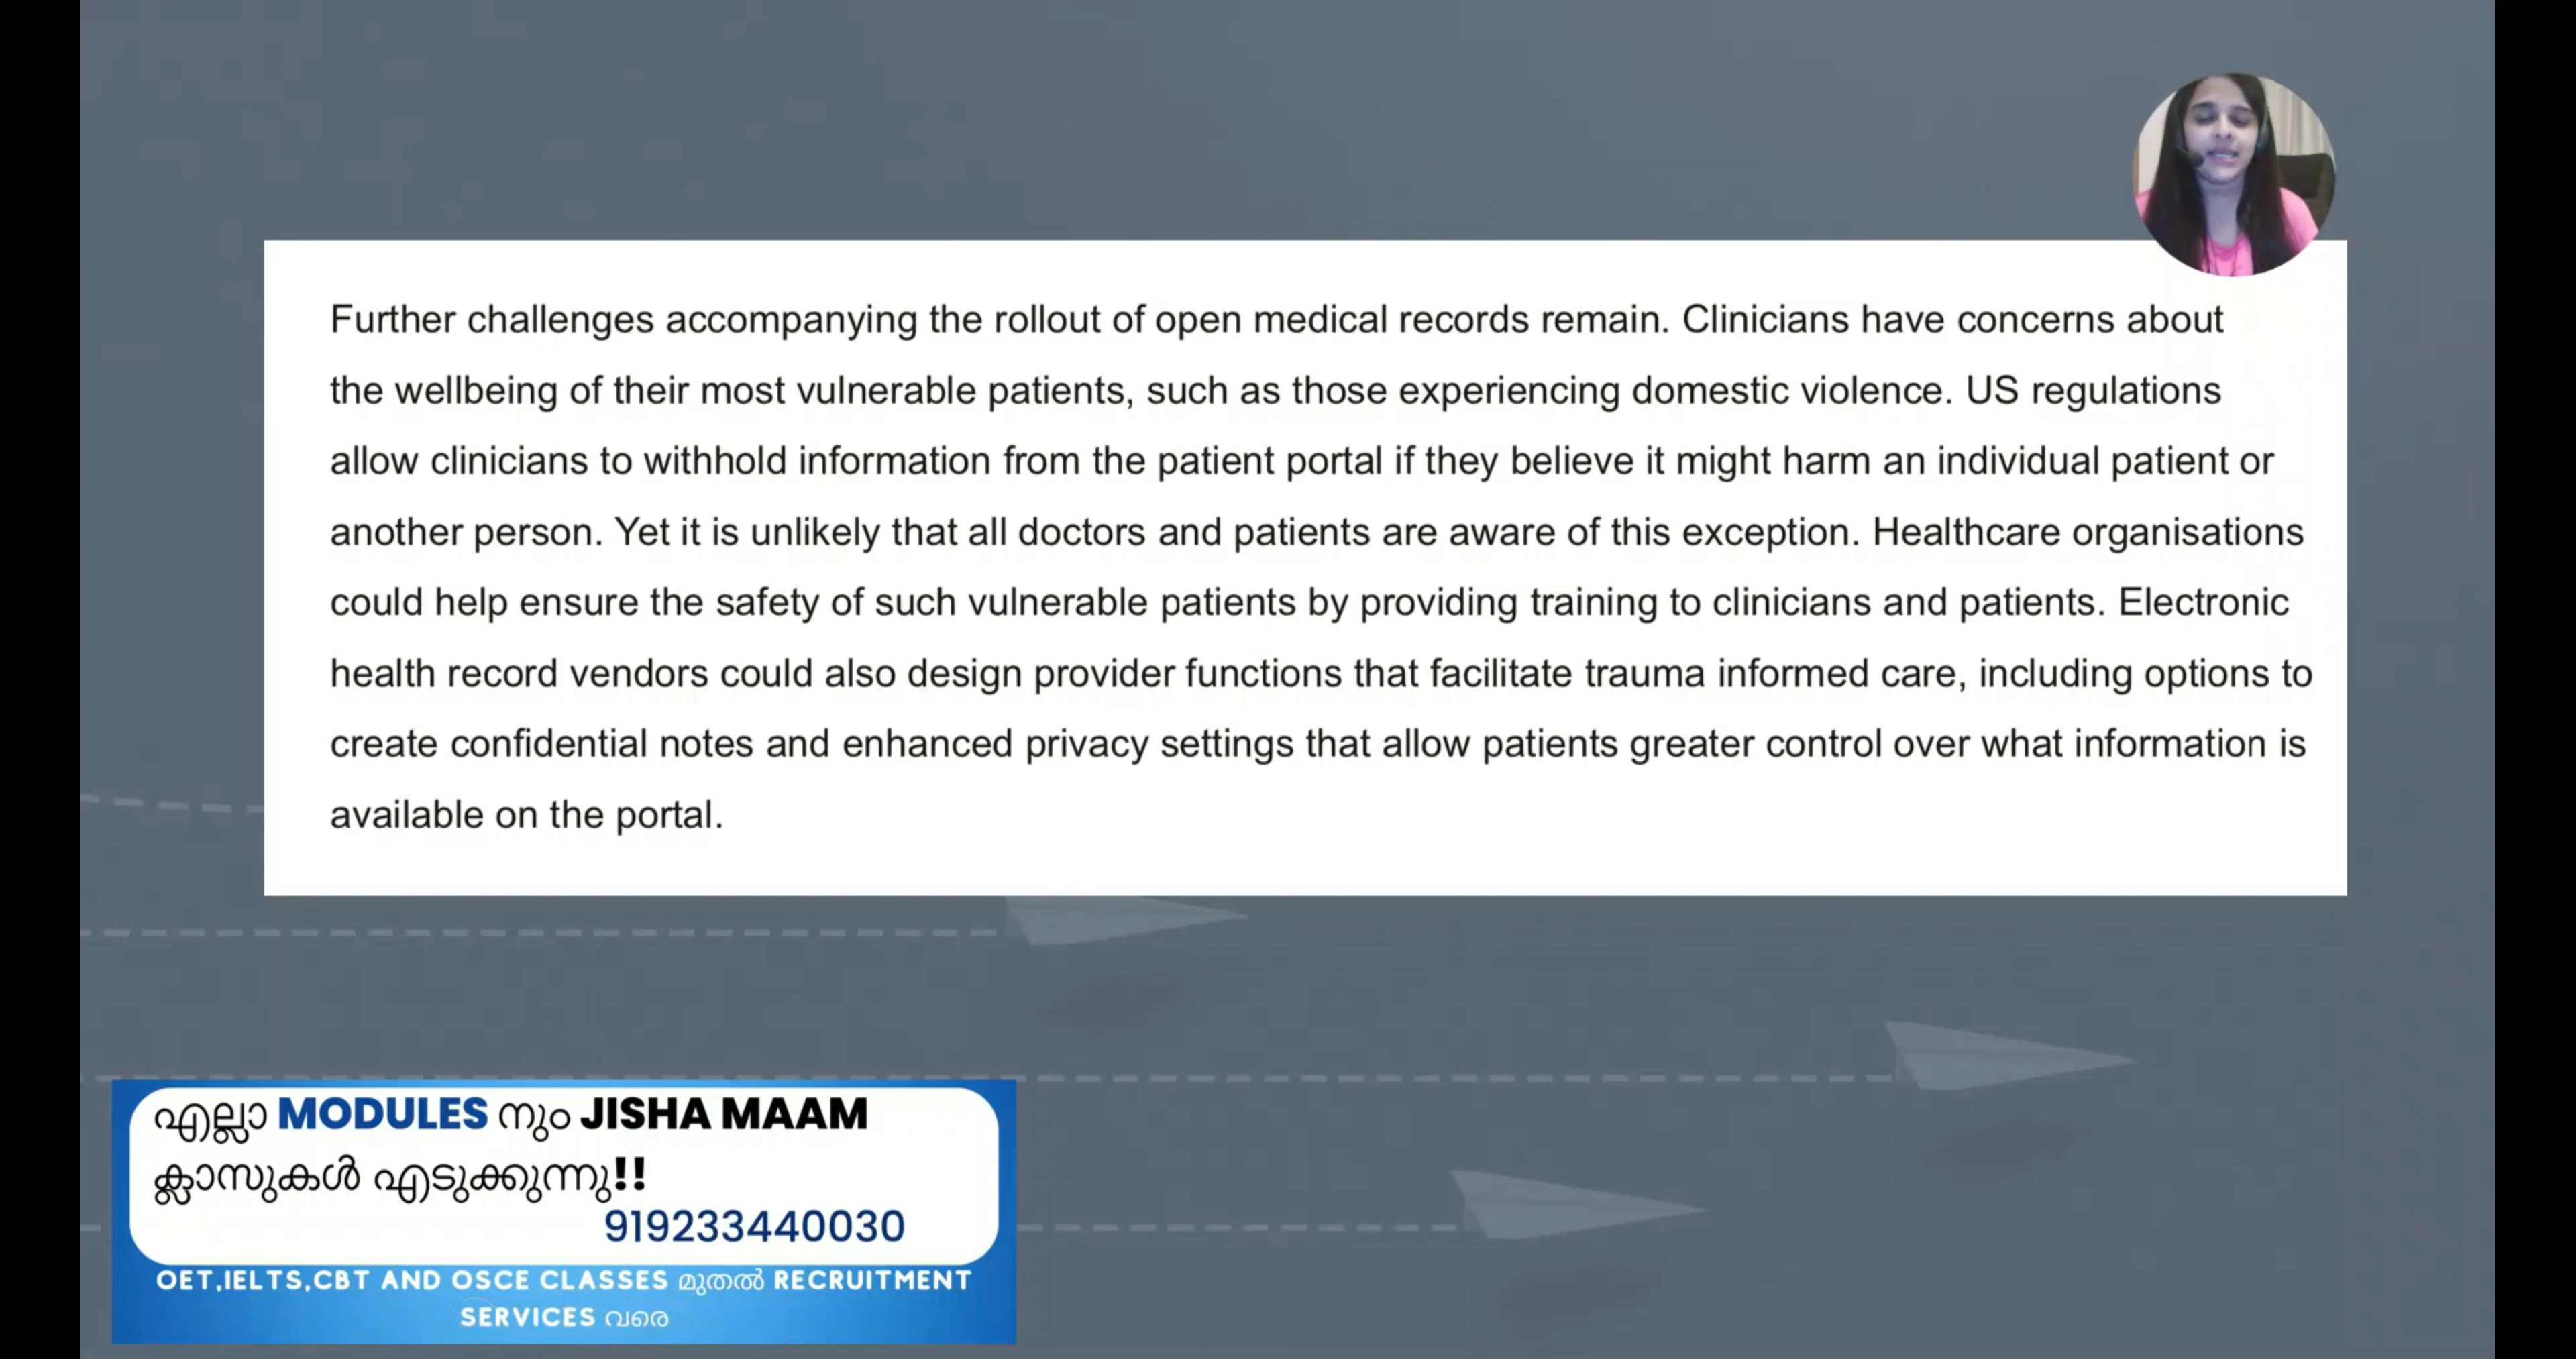 Further challenges accompanying the rollout of open medical records remain. Clinicians have concerns about
the wellbeing of their most vulnerable patients, such as those experiencing domestic violence. US regulations
allow clinicians to withhold information from the patient portal if they believe it might harm an individual patient or
another person. Yet it is unlikely that all doctors and patients are aware of this exception. Healthcare organisations
could help ensure the safety of such vulnerable patients by providing training to clinicians and patients. Electronic
health record vendors could also design provider functions that facilitate trauma informed care, including options to
create confidential notes and enhanced privacy settings that allow patients greater control over what information is
available on the portal.
എല്ലാ MODULES നും JISHA MAAM
ക്ലാസുകൾ എടുക്കുന്നു!!
919233440030
OET,IELTS,CBT AND OSCE CLASSES മുതൽ RECRUITMENT
SERVICES വരെ